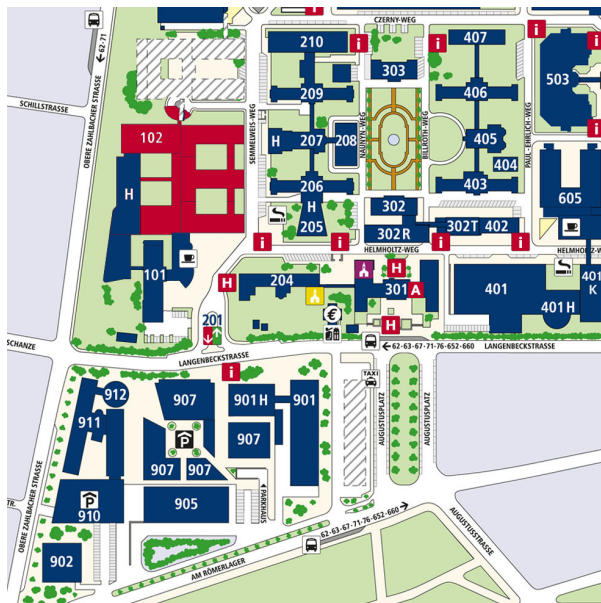 CZERNY-WEG
i
62-71
SCHILLSTRASSE
OBERE ZAHLBACHER STRASSE
210
i
303
i
407
i
503
209
406
i
102
SEMMELWEIS-WEG
H
207
208
NAUNYN-WEG
BILLROTH-WEG
405
PAUL-EHRLICH-WEG
404
H
206
403
605
H
205
302
302R
302T
402
i
i
i
i
HELMHOLTZ-WEG
HELMHOLTZ-W
101
H
204
H
301
A
401
401 H
401
K
201
€
H
SCHANZE
LANGENBECKSTRASSE
62-63-67-71-76-652-660
LANGENBECKSTRASSE
i
TAXI
912
907
901 H
901
911
P
907
AUGUSTUSPLATZ
AUGUSTUSPLATZ
907
907
P
910
905
PARKHAUS
TR.
OBERE ZAHLBACHER STRASSE
902
62-63-67-71-76-652-660
AUGUSTUSSTRASSE
AM RÖMERLAGER